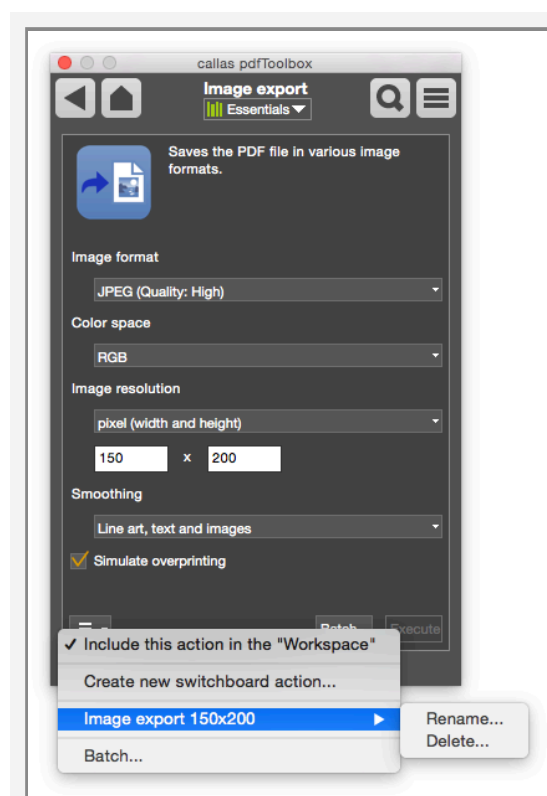 callas pdfToolbox
Image export
Essentials
Saves the PDF file in various image
formats.
Image format
JPEG (Quality: High)
Color space
RGB
Image resolution
pixel (width and height)
150 x 200
Smoothing
Line art, text and images
Simulate overprinting
Batch... Execute
✓ Include this action in the "Workspace"
Create new switchboard action...
Image export 150x200
Rename...
Delete...
Batch...